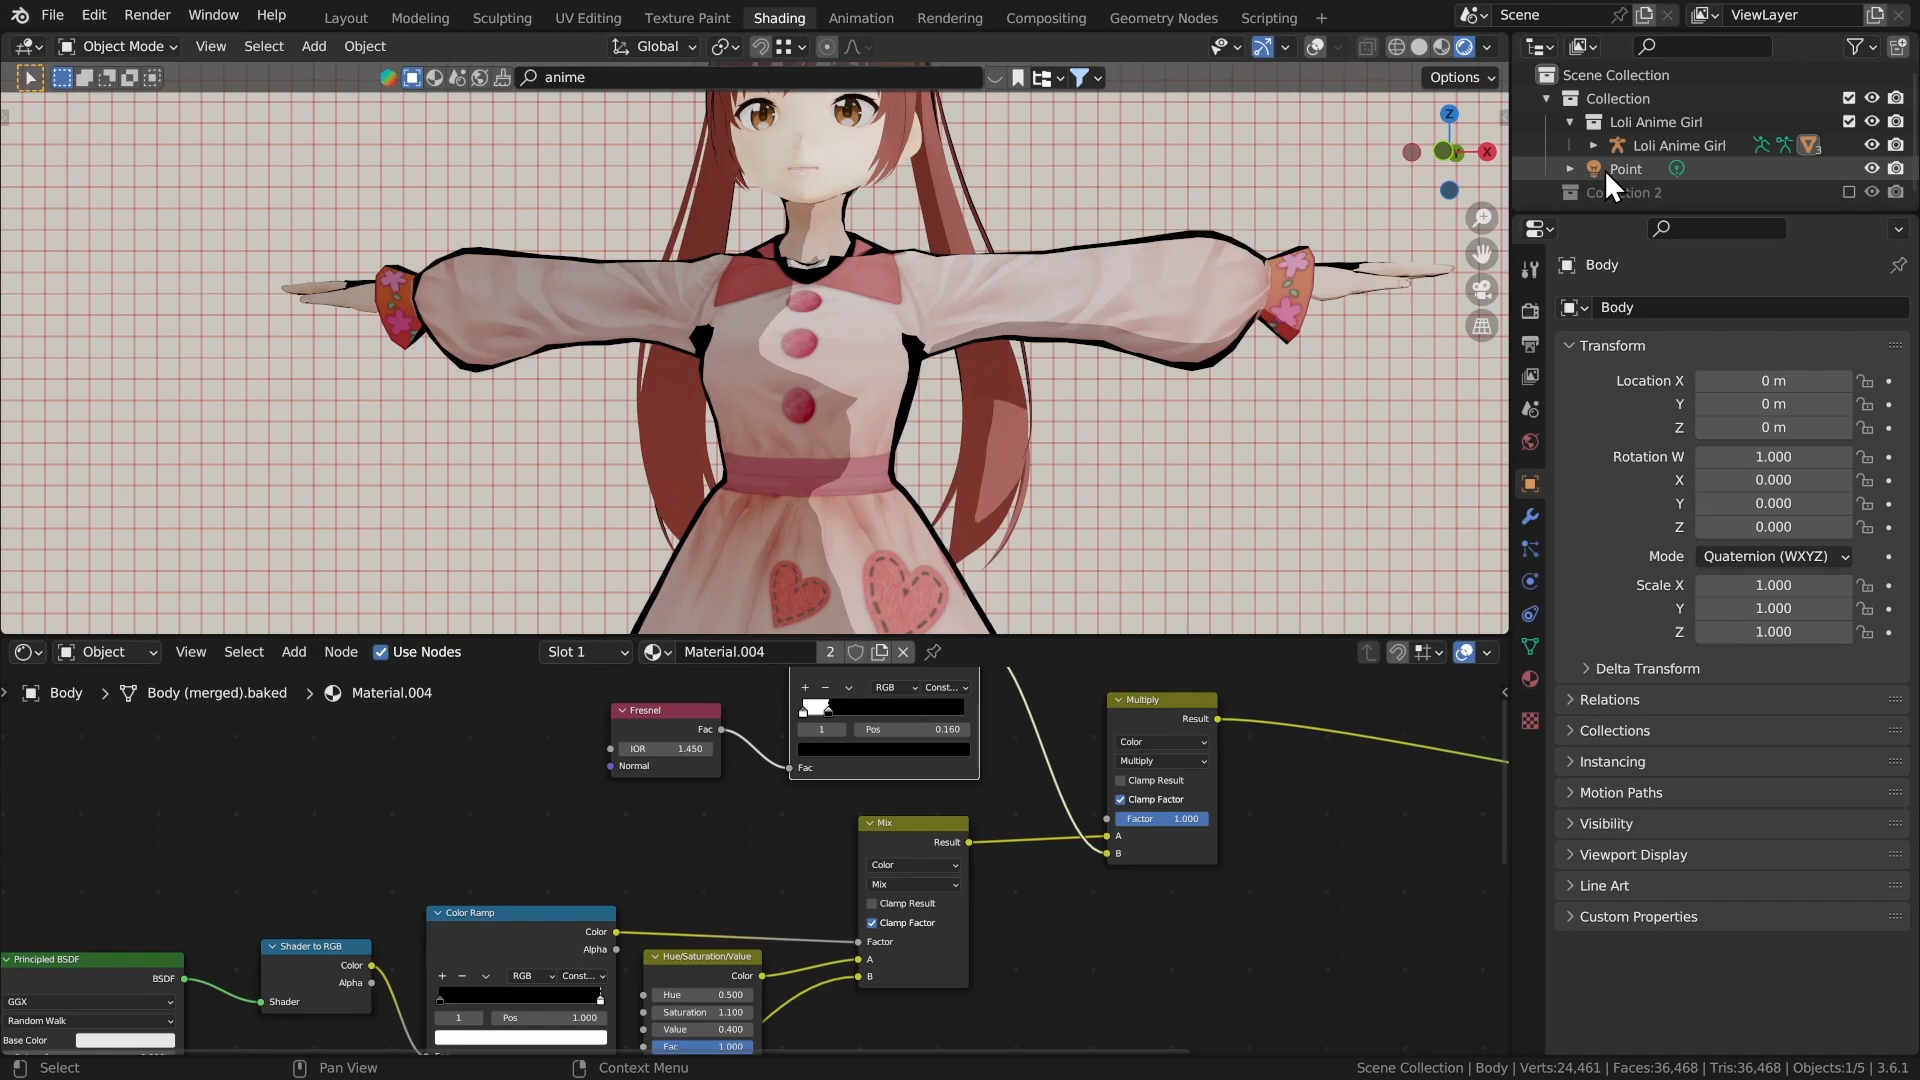 File Edit Render Window Help Layout Modeling Sculpting UV Editing Texture Paint Shading Animation Rendering Compositing Geometry Nodes Scripting + Scene ViewLayer
Object Mode View Select Add Object Global
anime Options
Z
X
Scene Collection
Collection
Loli Anime Girl
Loli Anime Girl 3
Point
Collection 2
Body
Body
Transform
Location X 0 m
Y 0 m
Z 0 m
Rotation W 1.000
X 0.000
Y 0.000
Z 0.000
Mode Quaternion (WXYZ)
Scale X 1.000
Y 1.000
Z 1.000
Delta Transform
Relations
Collections
Instancing
Motion Paths
Visibility
Viewport Display
Line Art
Custom Properties
Object View Select Add Node Use Nodes Slot 1 Material.004 2
Body Body (merged).baked Material.004
RGB Const...
1 Pos 0.160
Fac
Fresnel
Fac
IOR 1.450
Normal
Multiply
Result
Color
Multiply
Clamp Result
Clamp Factor
Factor 1.000
A
B
Mix
Result
Color
Mix
Clamp Result
Clamp Factor
Factor
A
B
Color Ramp
Color
Alpha
RGB Const...
1 Pos 1.000
Hue/Saturation/Value
Color
Hue 0.500
Saturation 1.100
Value 0.400
Fac 1.000
Shader to RGB
Color
Alpha
Shader
Principled BSDF
BSDF
GGX
Random Walk
Base Color
Select Pan View Context Menu Scene Collection | Body | Verts:24,461 | Faces:36,468 | Tris:36,468 | Objects:1/5 | 3.6.1